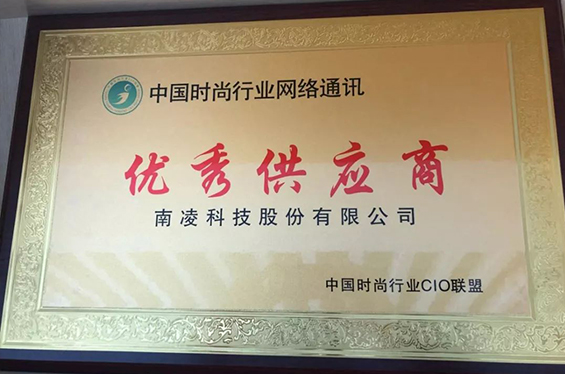 中国时尚行业网络通讯
优秀供应商
南凌科技股份有限公司
中国时尚行业CIO联盟